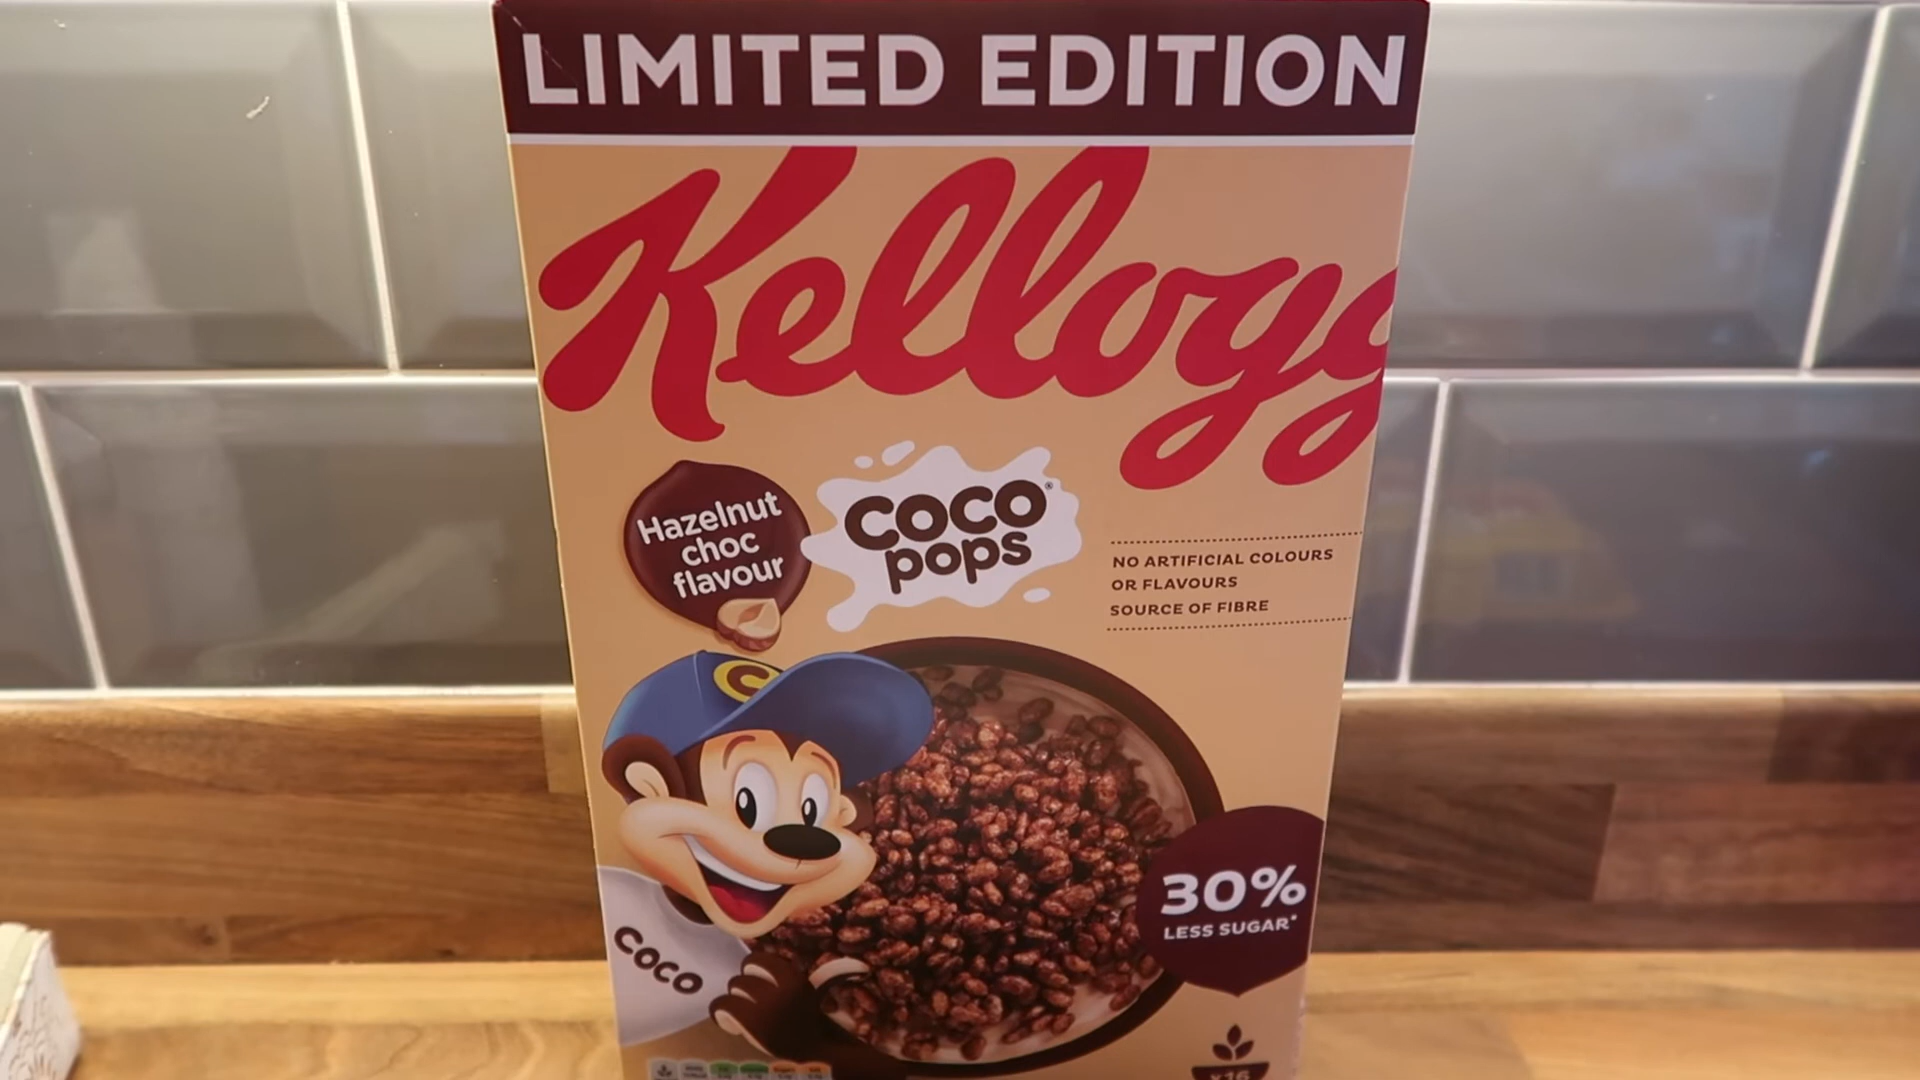 LIMITED EDITION
Kellogg
Hazelnut
choc
flavour
coco
pops
NO ARTIFICIAL COLOURS
OR FLAVOURS
SOURCE OF FIBRE
C
30%
LESS SUGAR*
COCO
x16